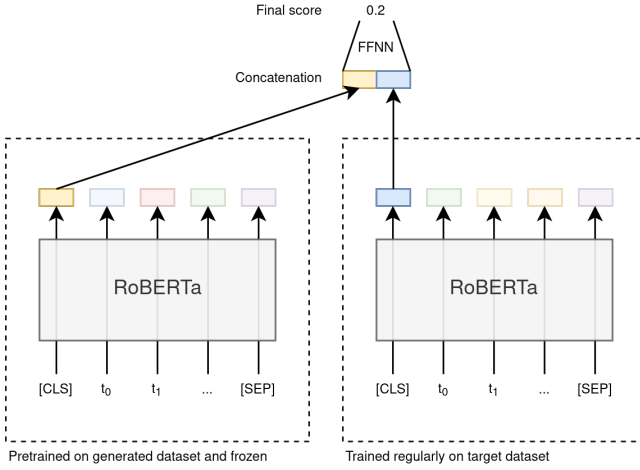 Final score 0.2
FFNN
Concatenation
RoBERTa RoBERTa
[CLS] t0 t1 ... [SEP] [CLS] t0 t1 ... [SEP]
Pretrained on generated dataset and frozen Trained regularly on target dataset